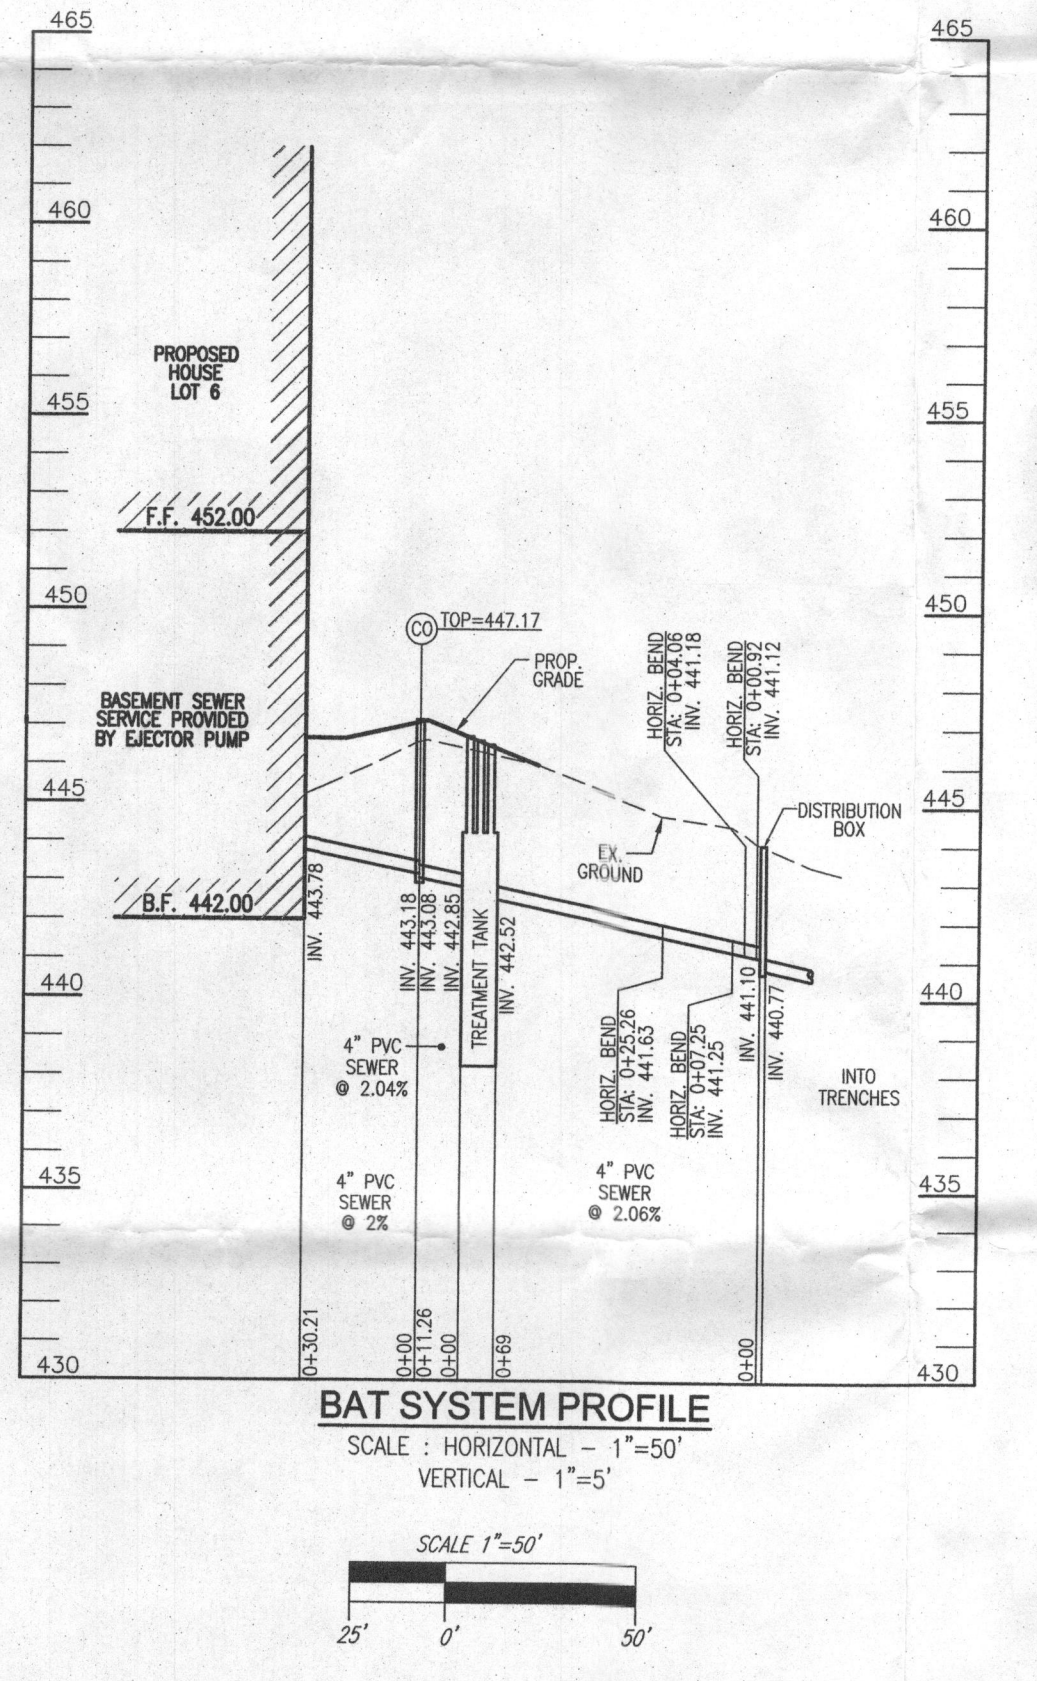 465
460
455
450
445
440
435
430
465
460
455
450
445
440
435
430
PROPOSED
HOUSE
LOT 6
F.F. 452.00
BASEMENT SEWER
SERVICE PROVIDED
BY EJECTOR PUMP
B.F. 442.00
CO
TOP=447.17
PROP.
GRADE
HORIZ. BEND
STA: 0+04.06
INV. 441.18
HORIZ. BEND
STA: 0+00.92
INV. 441.12
DISTRIBUTION
BOX
EX.
GROUND
INV. 443.78
INV. 443.18
INV. 443.08
INV. 442.85
TREATMENT TANK
INV. 442.52
HORIZ. BEND
STA: 0+25.26
INV. 441.63
HORIZ. BEND
STA: 0+07.25
INV. 441.25
INV. 441.10
INV. 440.77
4" PVC
SEWER
@ 2.04%
INTO
TRENCHES
4" PVC
SEWER
@ 2%
4" PVC
SEWER
@ 2.06%
0+30.21
0+00
0+11.26
0+00
0+69
0+00
BAT SYSTEM PROFILE
SCALE : HORIZONTAL - 1"=50'
VERTICAL - 1"=5'
SCALE 1"=50'
25'
0'
50'